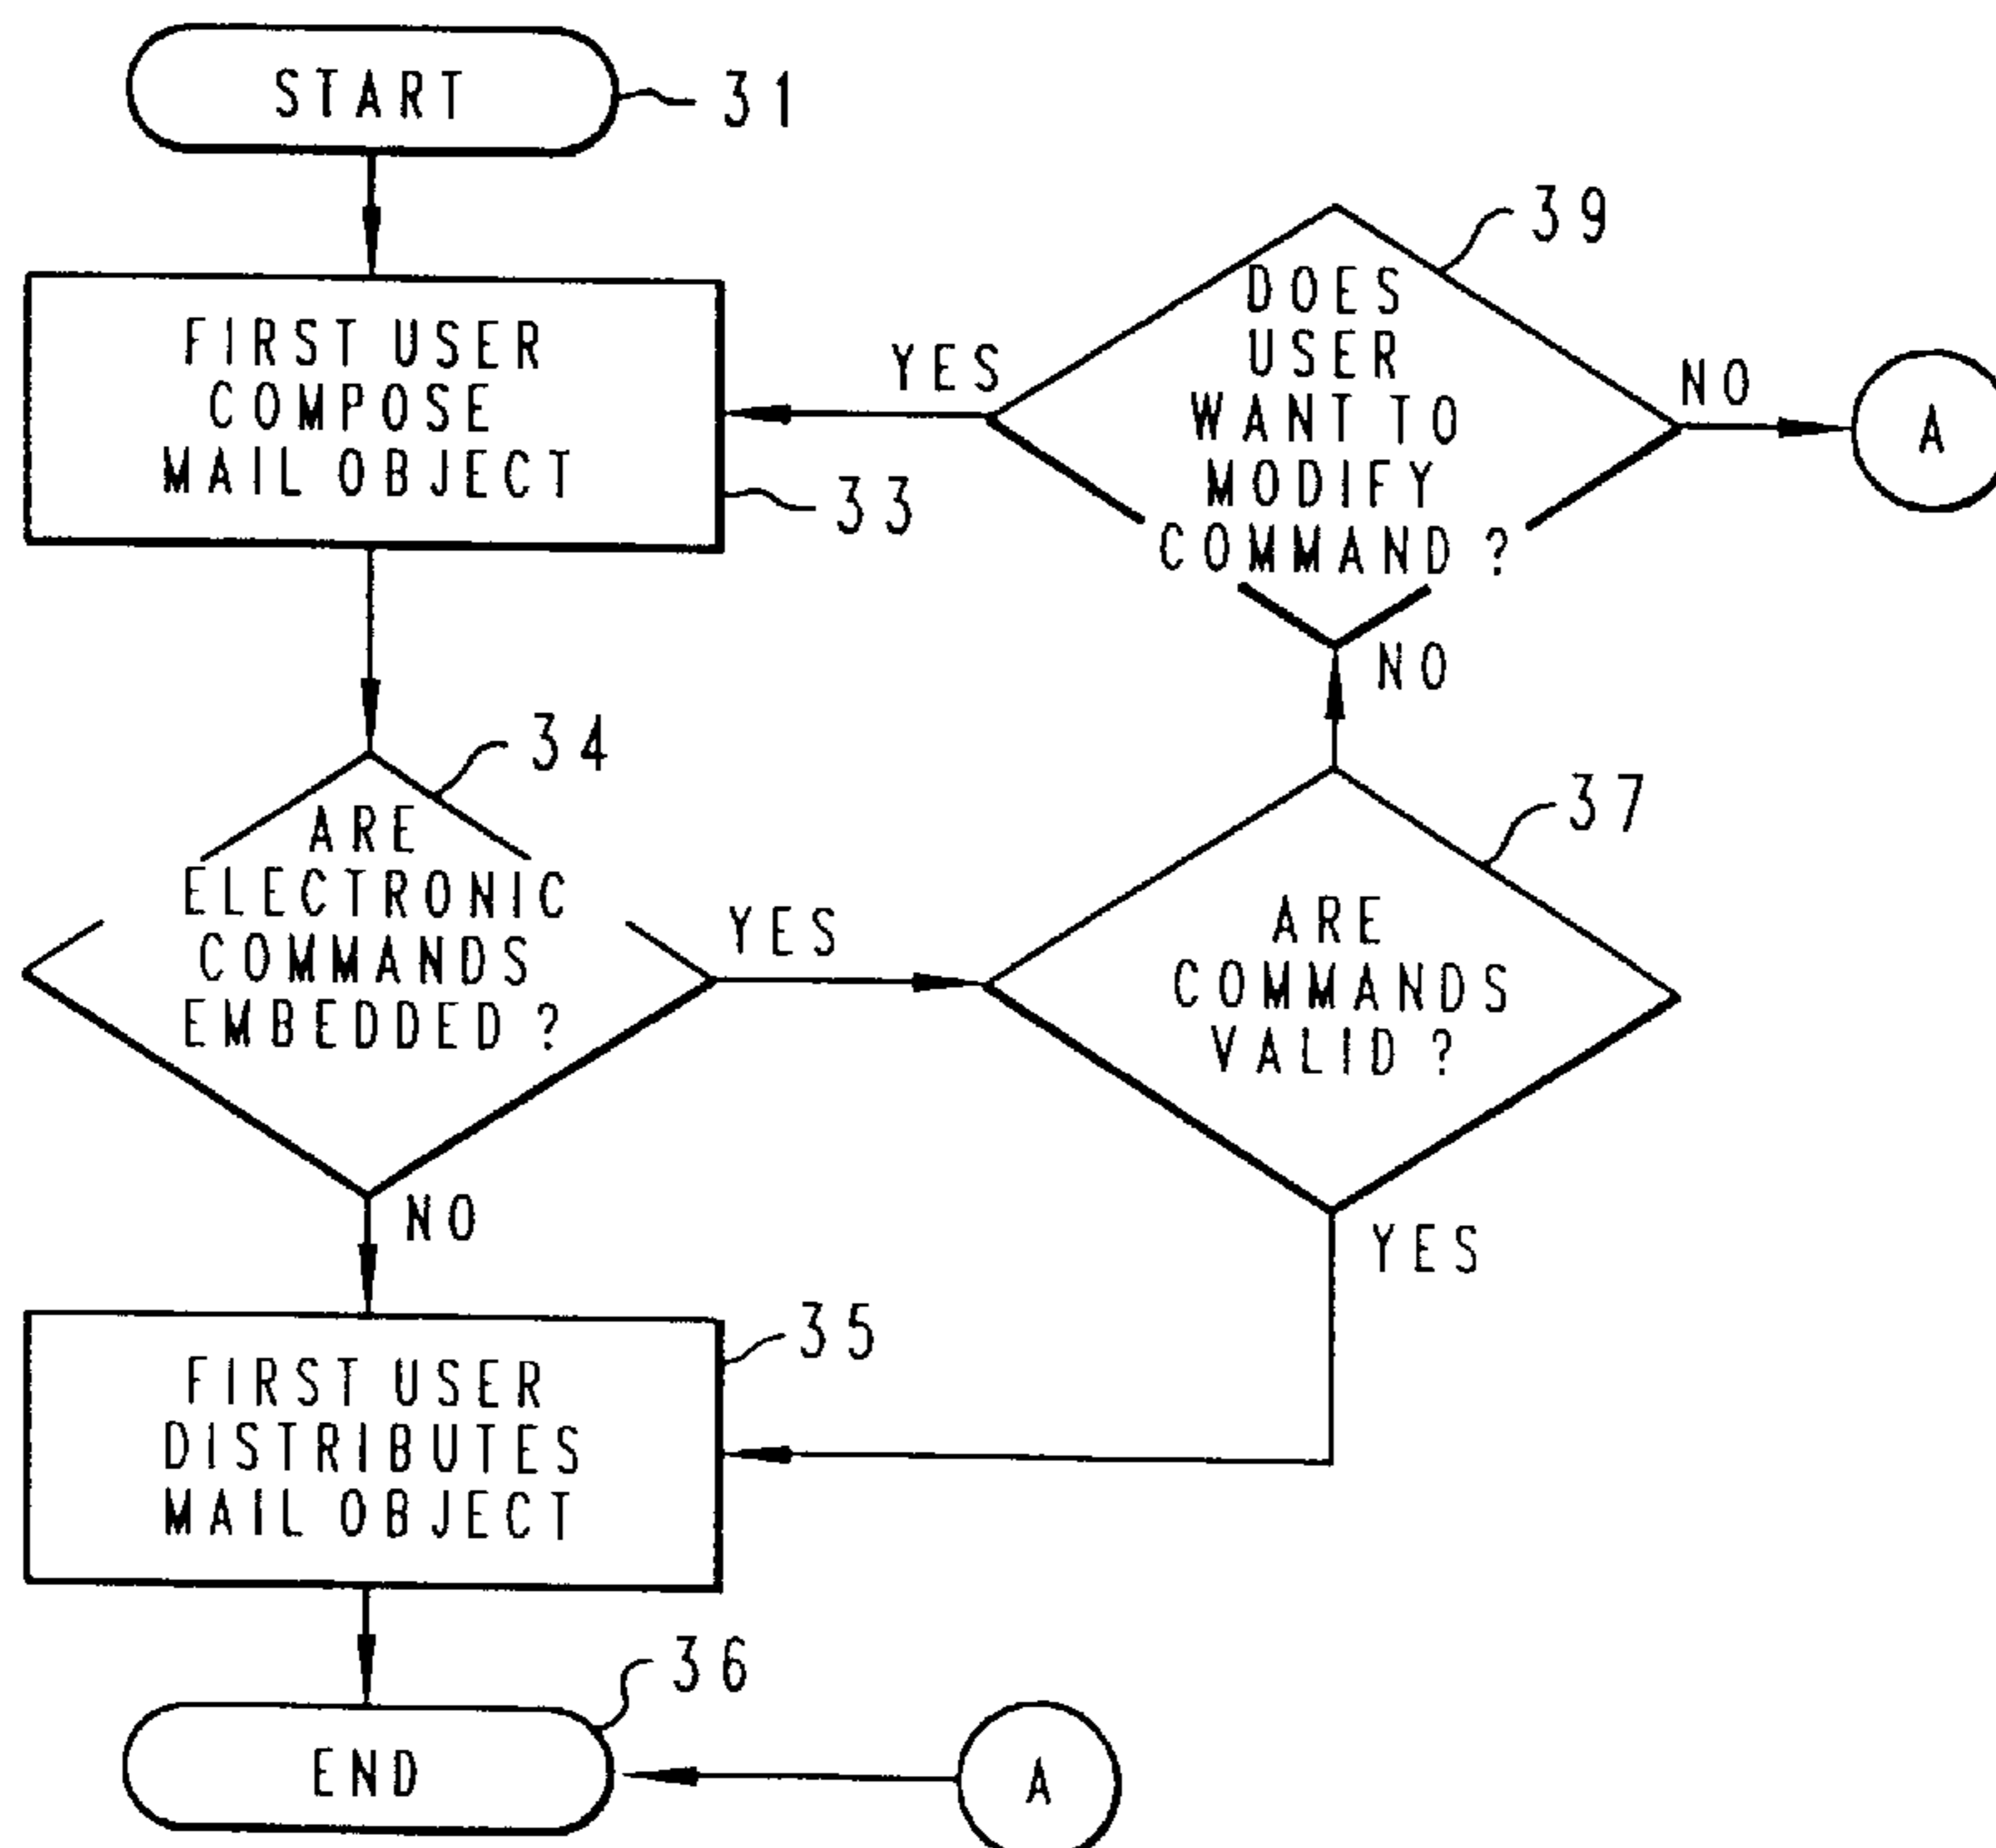 START
31
FIRST USER
COMPOSE
MAIL OBJECT
33
YES
39
DOES
USER
WANT TO
MODIFY
COMMAND?
NO
A
NO
34
ARE
ELECTRONIC
COMMANDS
EMBEDDED?
YES
37
ARE
COMMANDS
VALID?
NO
YES
35
FIRST USER
DISTRIBUTES
MAIL OBJECT
36
END
A